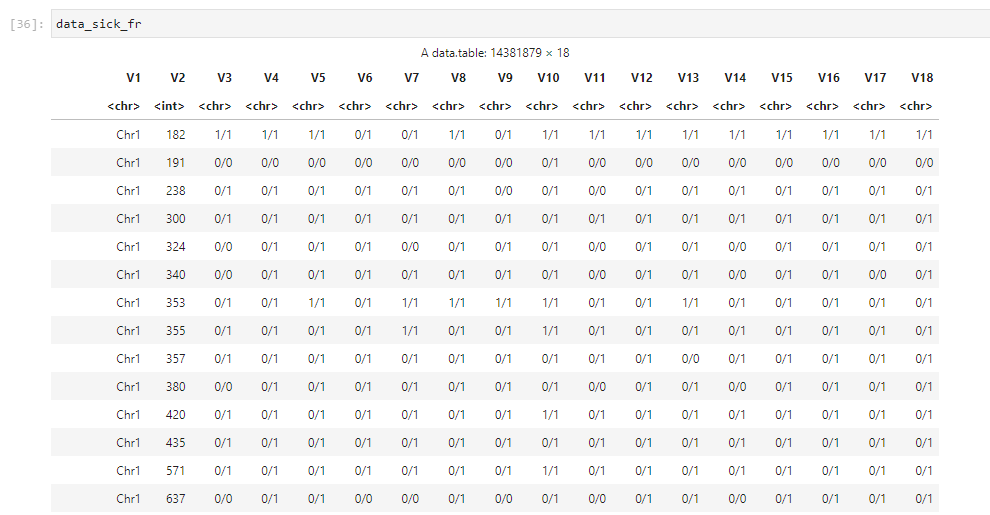 [36]: data_sick_fr
A data.table: 14381879 × 18
V1 V2 V3 V4 V5 V6 V7 V8 V9 V10 V11 V12 V13 V14 V15 V16 V17 V18
<chr> <int> <chr> <chr> <chr> <chr> <chr> <chr> <chr> <chr> <chr> <chr> <chr> <chr> <chr> <chr> <chr> <chr>
Chr1 182 1/1 1/1 1/1 0/1 0/1 1/1 0/1 1/1 1/1 1/1 1/1 1/1 1/1 1/1 1/1 1/1
Chr1 191 0/0 0/0 0/0 0/0 0/0 0/0 0/0 0/1 0/0 0/0 0/0 0/0 0/0 0/0 0/0 0/0
Chr1 238 0/1 0/1 0/1 0/1 0/1 0/1 0/0 0/1 0/0 0/1 0/1 0/1 0/1 0/1 0/1 0/1
Chr1 300 0/1 0/1 0/1 0/1 0/1 0/1 0/1 0/1 0/1 0/1 0/1 0/1 0/1 0/1 0/1 0/1
Chr1 324 0/0 0/1 0/1 0/1 0/0 0/1 0/1 0/1 0/0 0/1 0/1 0/0 0/1 0/1 0/1 0/1
Chr1 340 0/0 0/1 0/1 0/1 0/1 0/1 0/1 0/1 0/0 0/1 0/1 0/0 0/1 0/1 0/0 0/1
Chr1 353 0/1 0/1 1/1 0/1 1/1 1/1 1/1 1/1 0/1 0/1 1/1 0/1 0/1 0/1 0/1 0/1
Chr1 355 0/1 0/1 0/1 0/1 1/1 0/1 0/1 1/1 0/1 0/1 0/1 0/1 0/1 0/1 0/1 0/1
Chr1 357 0/1 0/1 0/1 0/1 0/1 0/1 0/1 0/1 0/1 0/1 0/0 0/1 0/1 0/1 0/1 0/1
Chr1 380 0/0 0/1 0/1 0/1 0/1 0/1 0/1 0/1 0/0 0/1 0/1 0/0 0/1 0/1 0/1 0/1
Chr1 420 0/1 0/1 0/1 0/1 0/1 0/1 0/1 1/1 0/1 0/1 0/1 0/1 0/1 0/1 0/1 0/1
Chr1 435 0/1 0/1 0/1 0/1 0/1 0/1 0/1 0/1 0/1 0/1 0/1 0/1 0/1 0/1 0/1 0/1
Chr1 571 0/1 0/1 0/1 0/1 0/1 0/1 0/1 1/1 0/1 0/1 0/1 0/1 0/1 0/1 0/1 0/1
Chr1 637 0/0 0/1 0/1 0/0 0/0 0/1 0/0 0/1 0/0 0/1 0/1 0/0 0/1 0/1 0/1 0/1